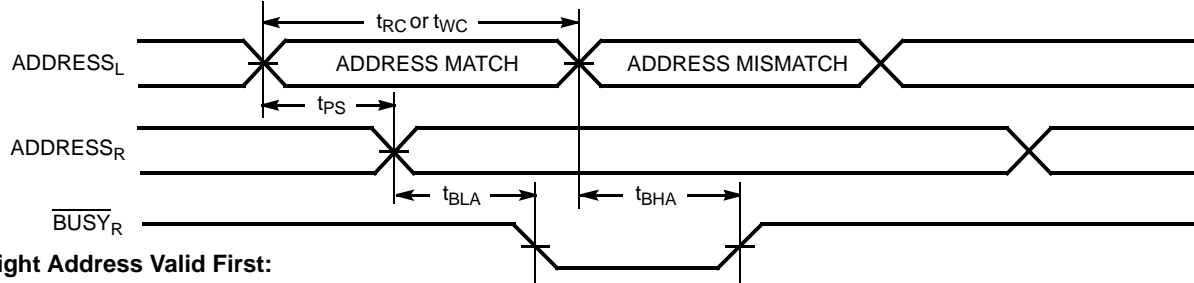 tRC or tWC
ADDRESSL
ADDRESS MATCH
ADDRESS MISMATCH
tPS
ADDRESSR
tBLA
tBHA
BUSYR
ight Address Valid First: